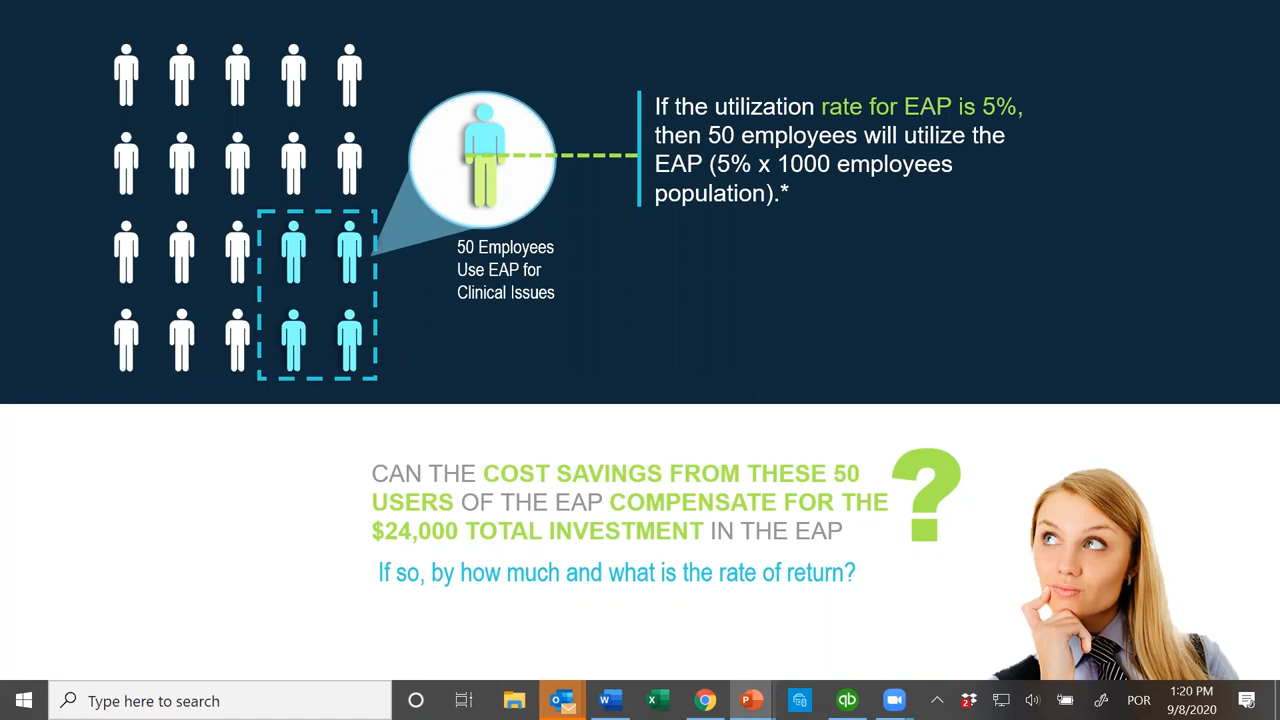 If the utilization rate for EAP is 5%,
then 50 employees will utilize the
EAP (5% x 1000 employees
population).*
50 Employees
Use EAP for
Clinical Issues
CAN THE COST SAVINGS FROM THESE 50
USERS OF THE EAP COMPENSATE FOR THE
$24,000 TOTAL INVESTMENT IN THE EAP
?
If so, by how much and what is the rate of return?
Type here to search
POR
1:20 PM
9/8/2020